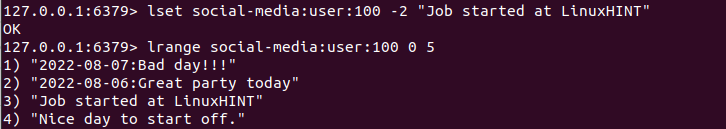 127.0.0.1:6379> lset social-media:user:100 -2 "Job started at LinuxHINT"
OK
127.0.0.1:6379> lrange social-media:user:100 0 5
1) "2022-08-07:Bad day!!!"
2) "2022-08-06:Great party today"
3) "Job started at LinuxHINT"
4) "Nice day to start off."